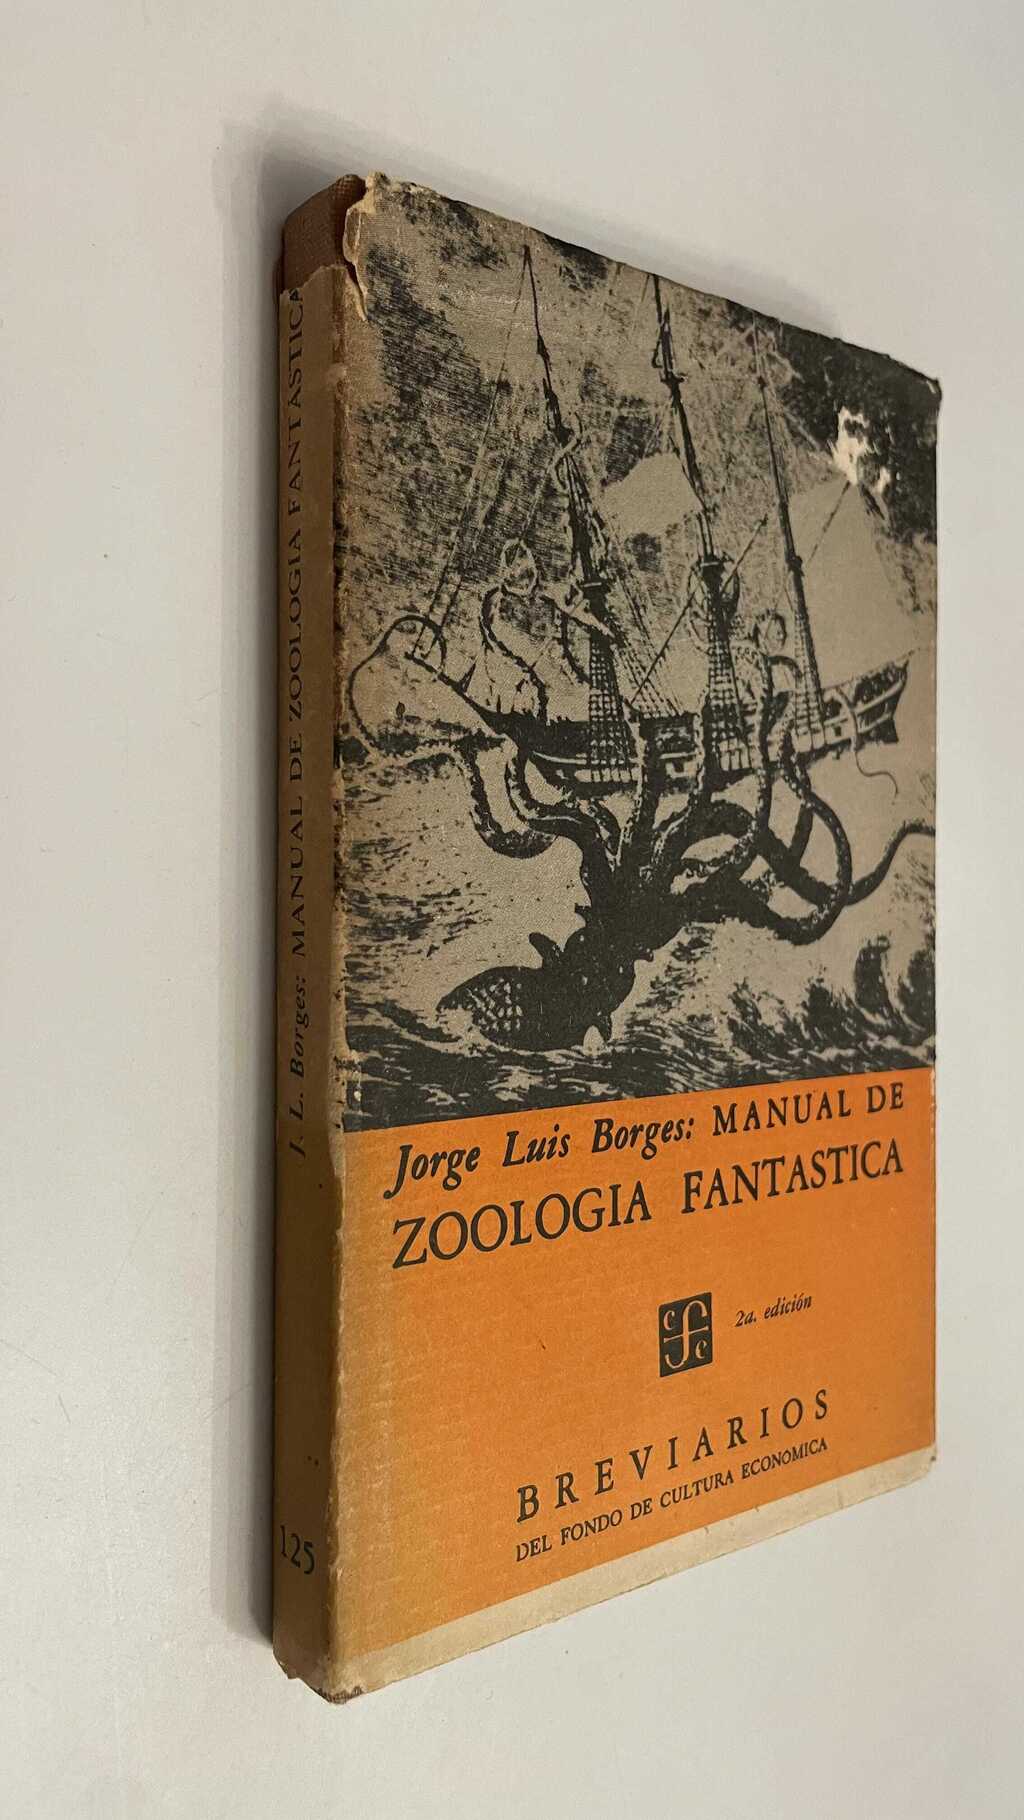 J. L. Borges: MANUAL DE ZOOLOGIA FANTASTICA
125
Jorge Luis Borges: MANUAL DE
ZOOLOGIA FANTASTICA
2a. edición
BREVIARIOS
DEL FONDO DE CULTURA ECONOMICA